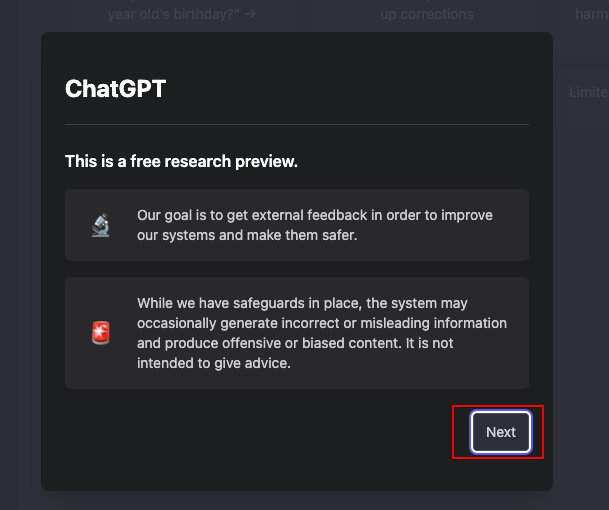 year old's birthday?" →
up corrections
harm
Limite
ChatGPT
This is a free research preview.
Our goal is to get external feedback in order to improve
our systems and make them safer.
While we have safeguards in place, the system may
occasionally generate incorrect or misleading information
and produce offensive or biased content. It is not
intended to give advice.
Next